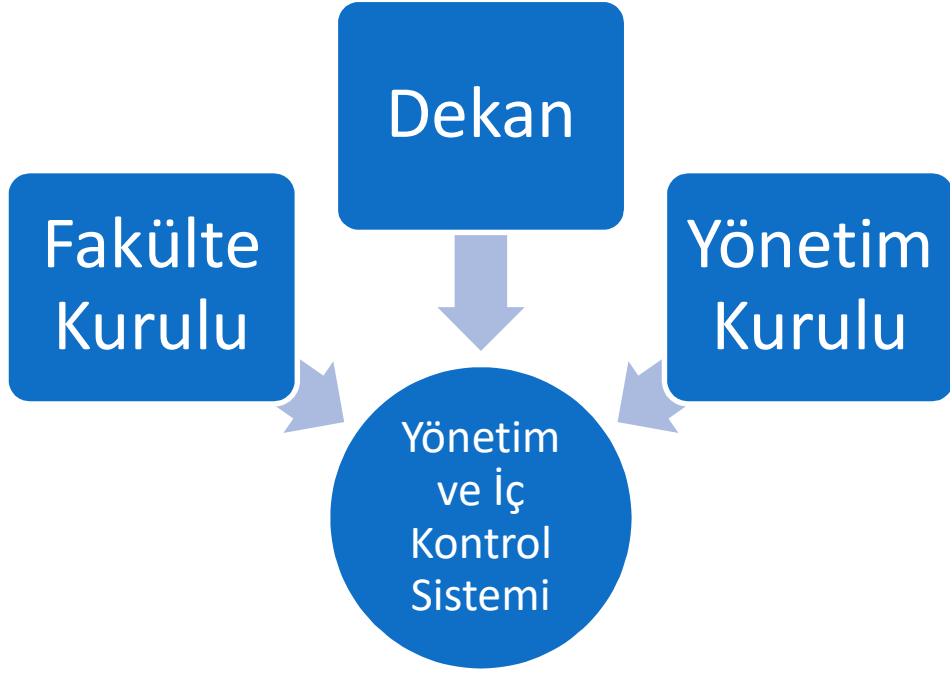 Dekan
Fakülte
Kurulu
Yönetim
Kurulu
Yönetim
ve İç
Kontrol
Sistemi